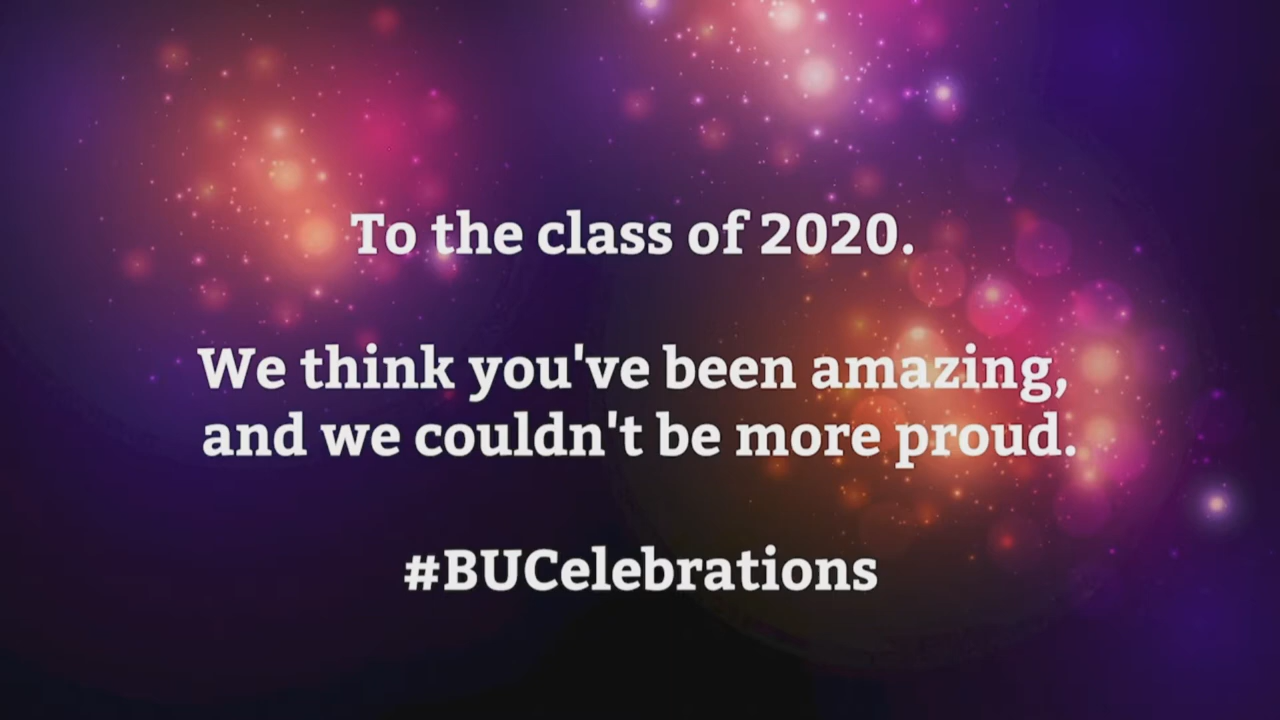 To the class of 2020.
We think you've been amazing,
and we couldn't be more proud.
#BUCelebrations